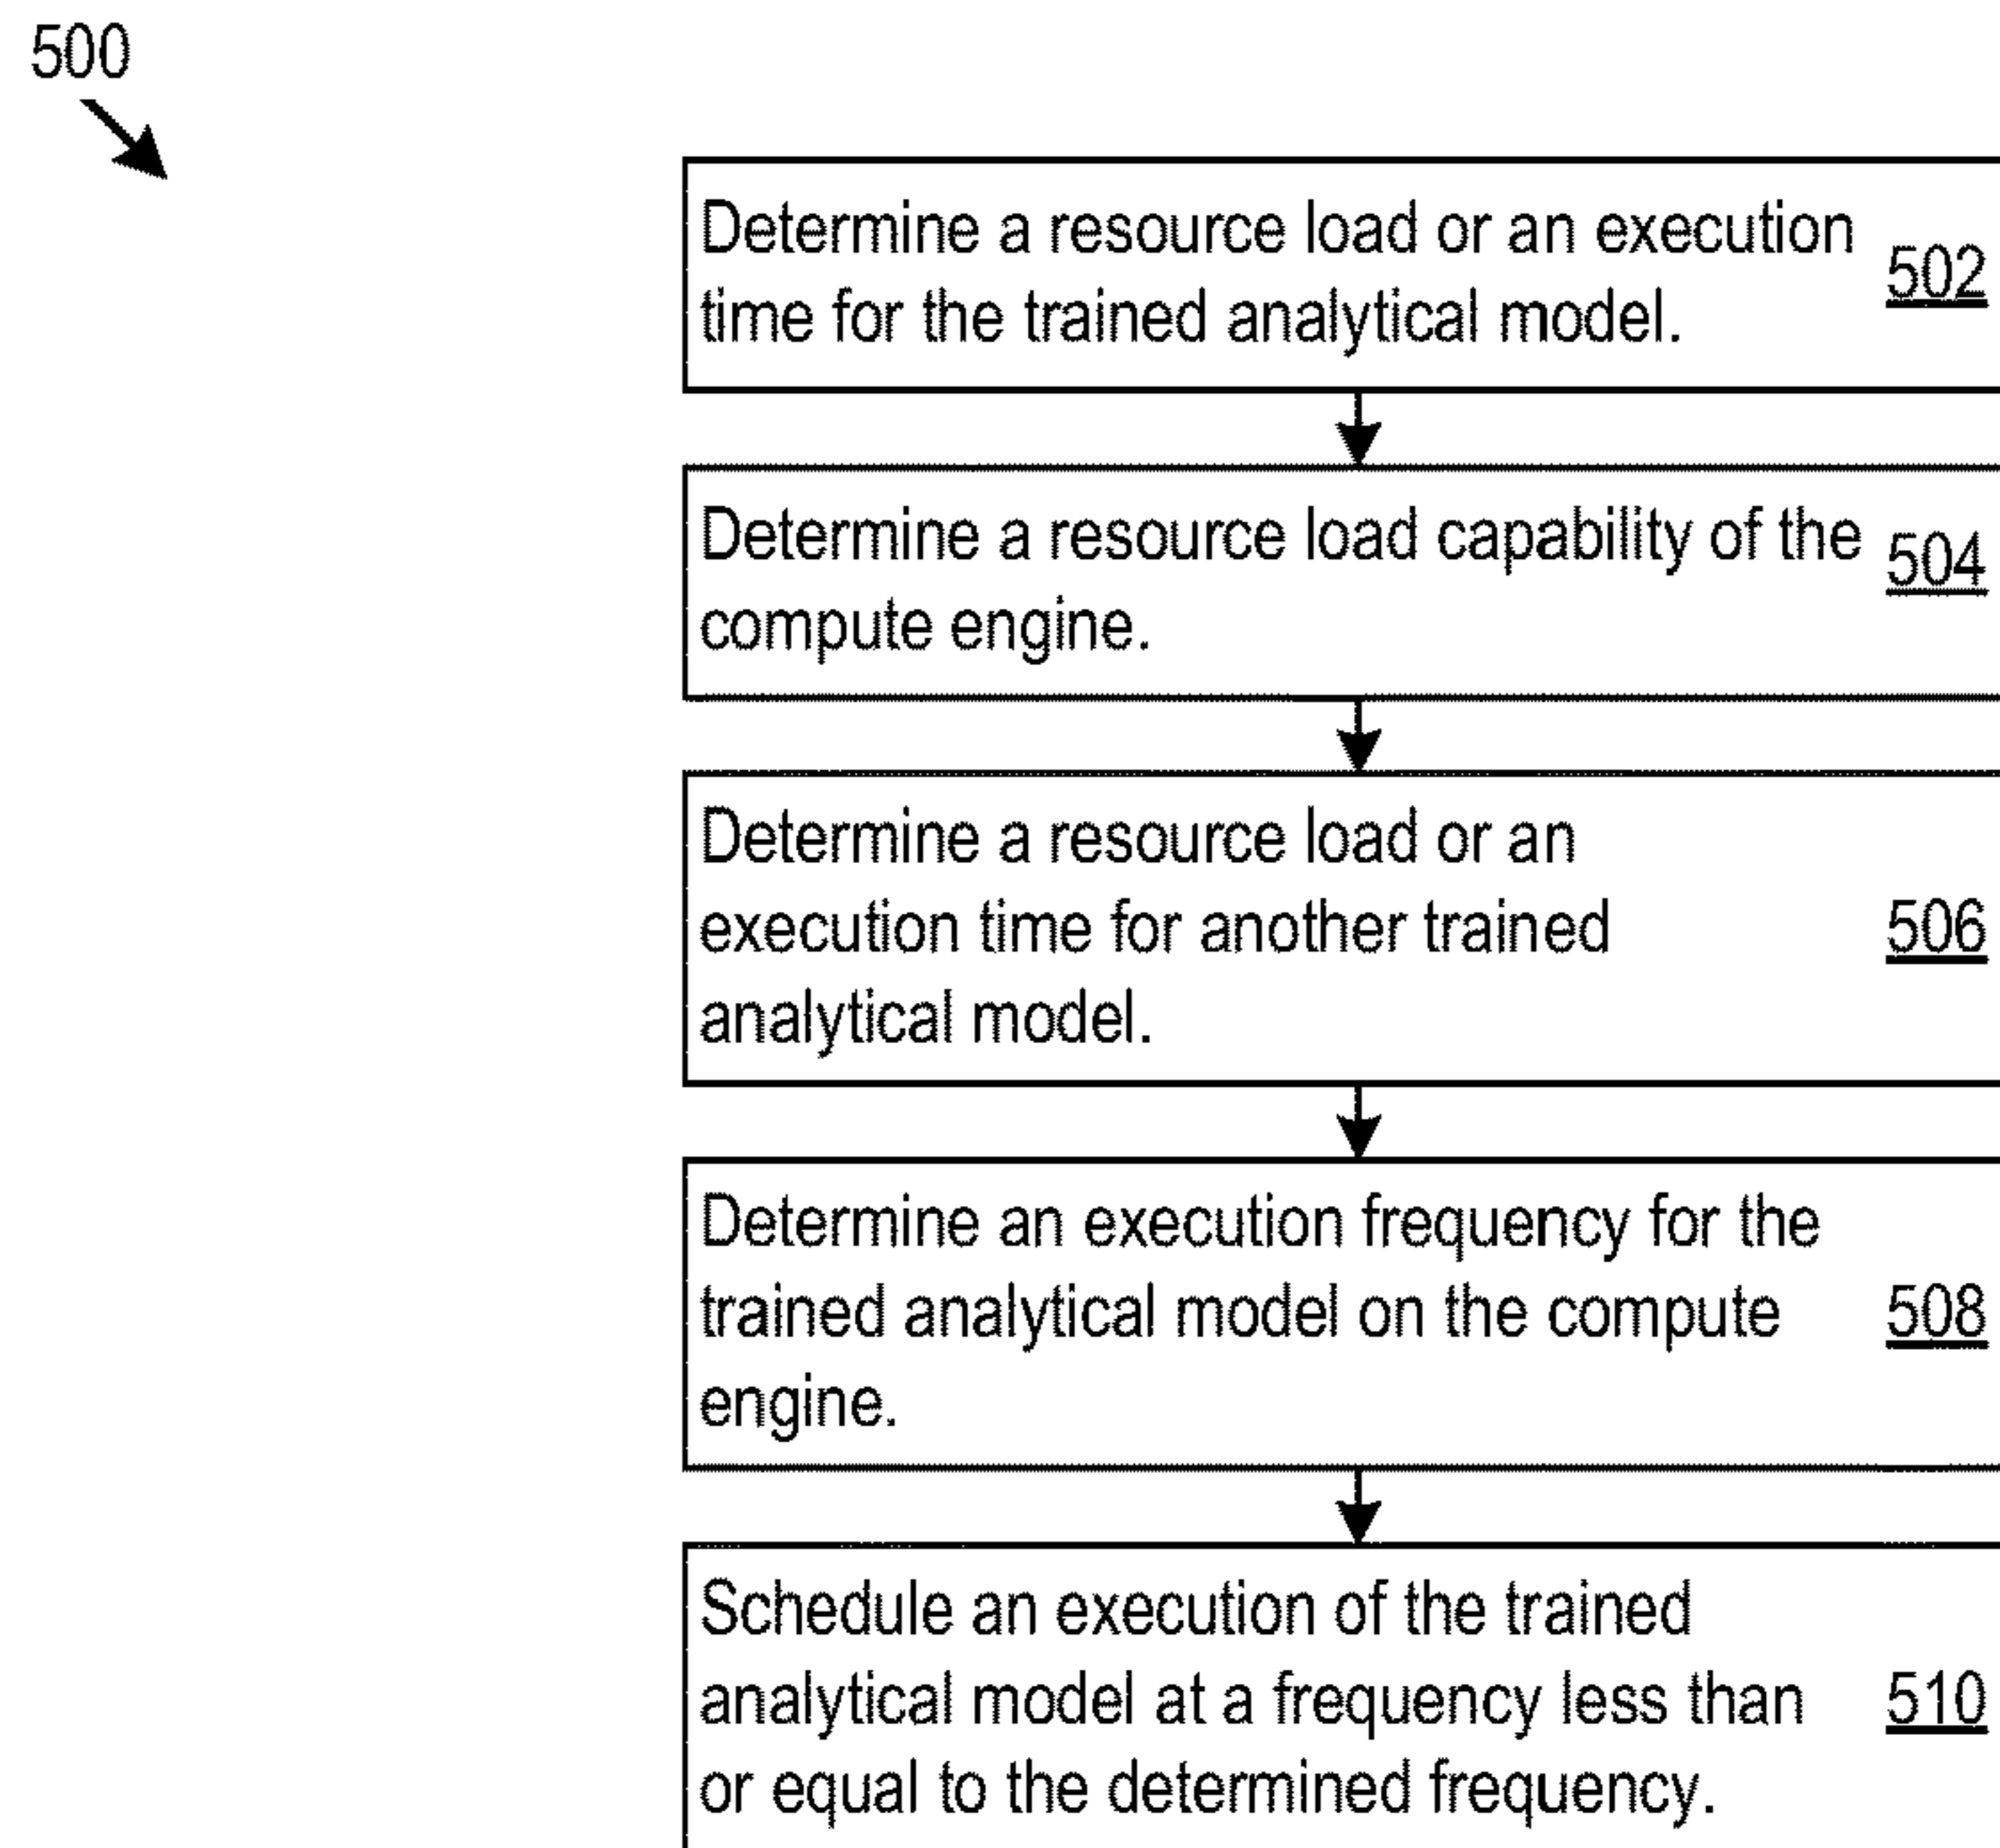 500
Determine a resource load or an execution
time for the trained analytical model.
502
Determine a resource load capability of the
compute engine.
504
Determine a resource load or an
execution time for another trained
analytical model.
506
Determine an execution frequency for the
trained analytical model on the compute
engine.
508
Schedule an execution of the trained
analytical model at a frequency less than
or equal to the determined frequency.
510